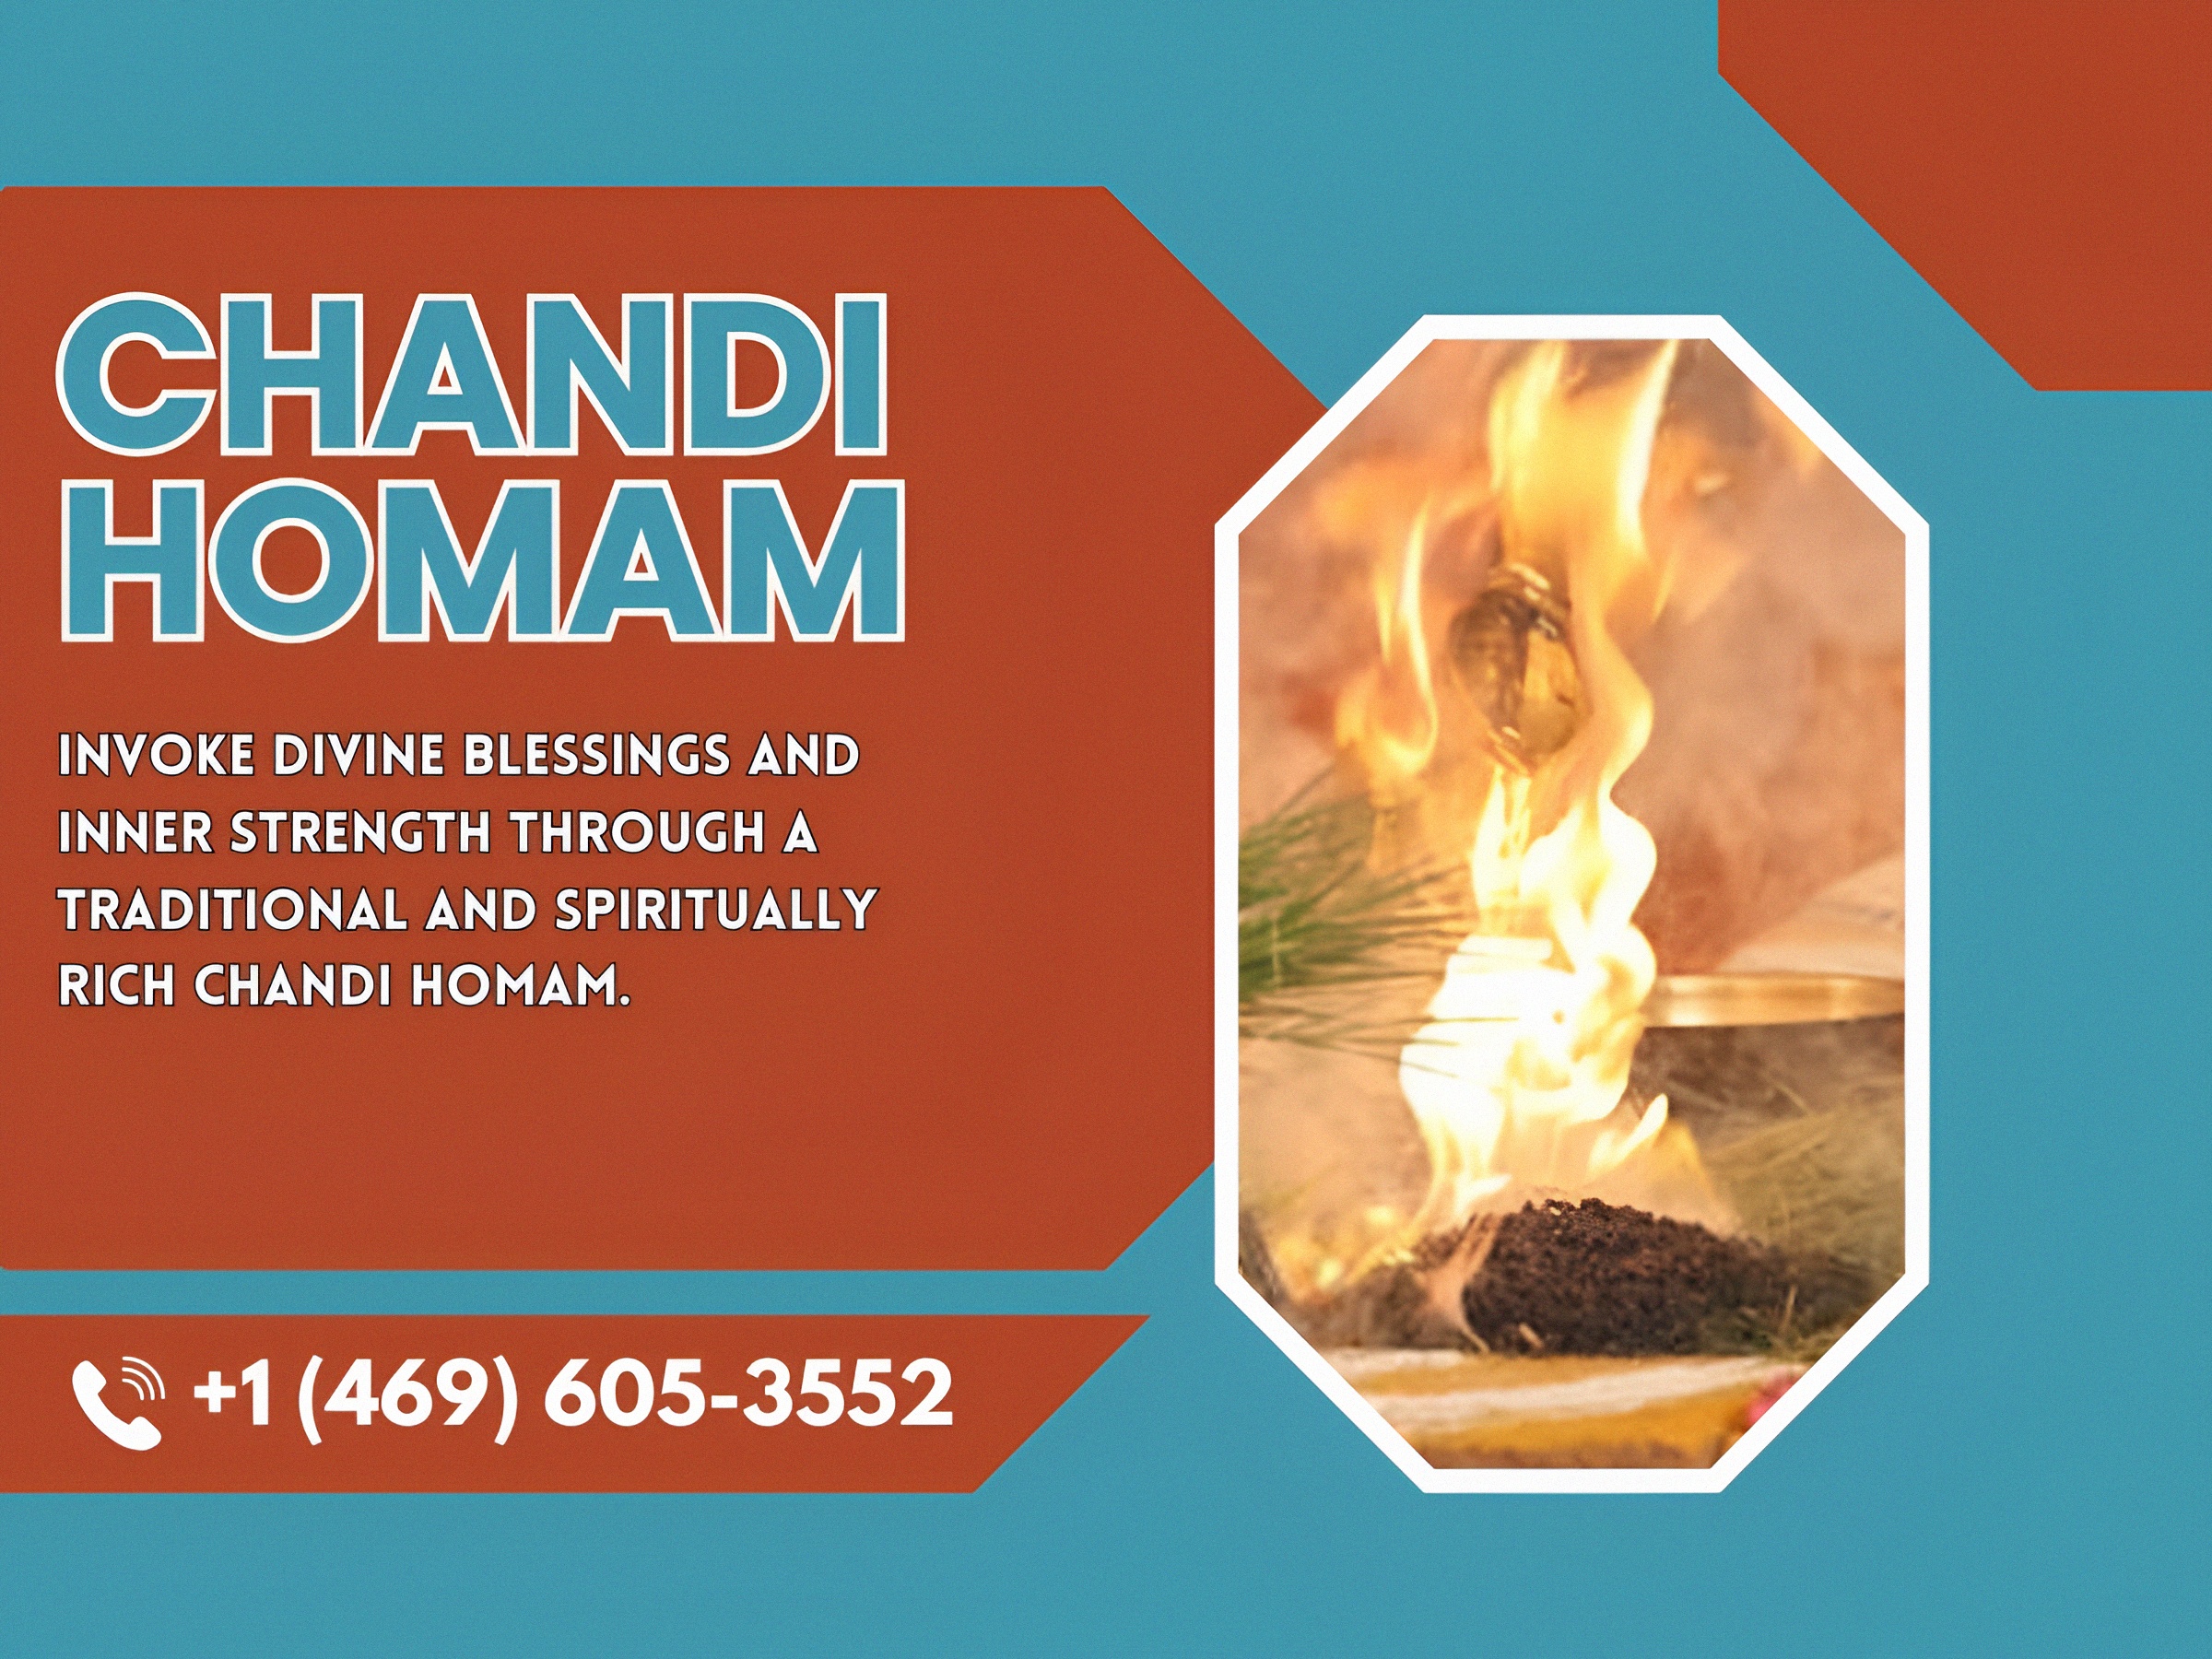 CHANDI
HOMAM
INVOKE DIVINE BLESSINGS AND
INNER STRENGTH THROUGH A
TRADITIONAL AND SPIRITUALLY
RICH CHANDI HOMAM.
+1 (469) 605-3552